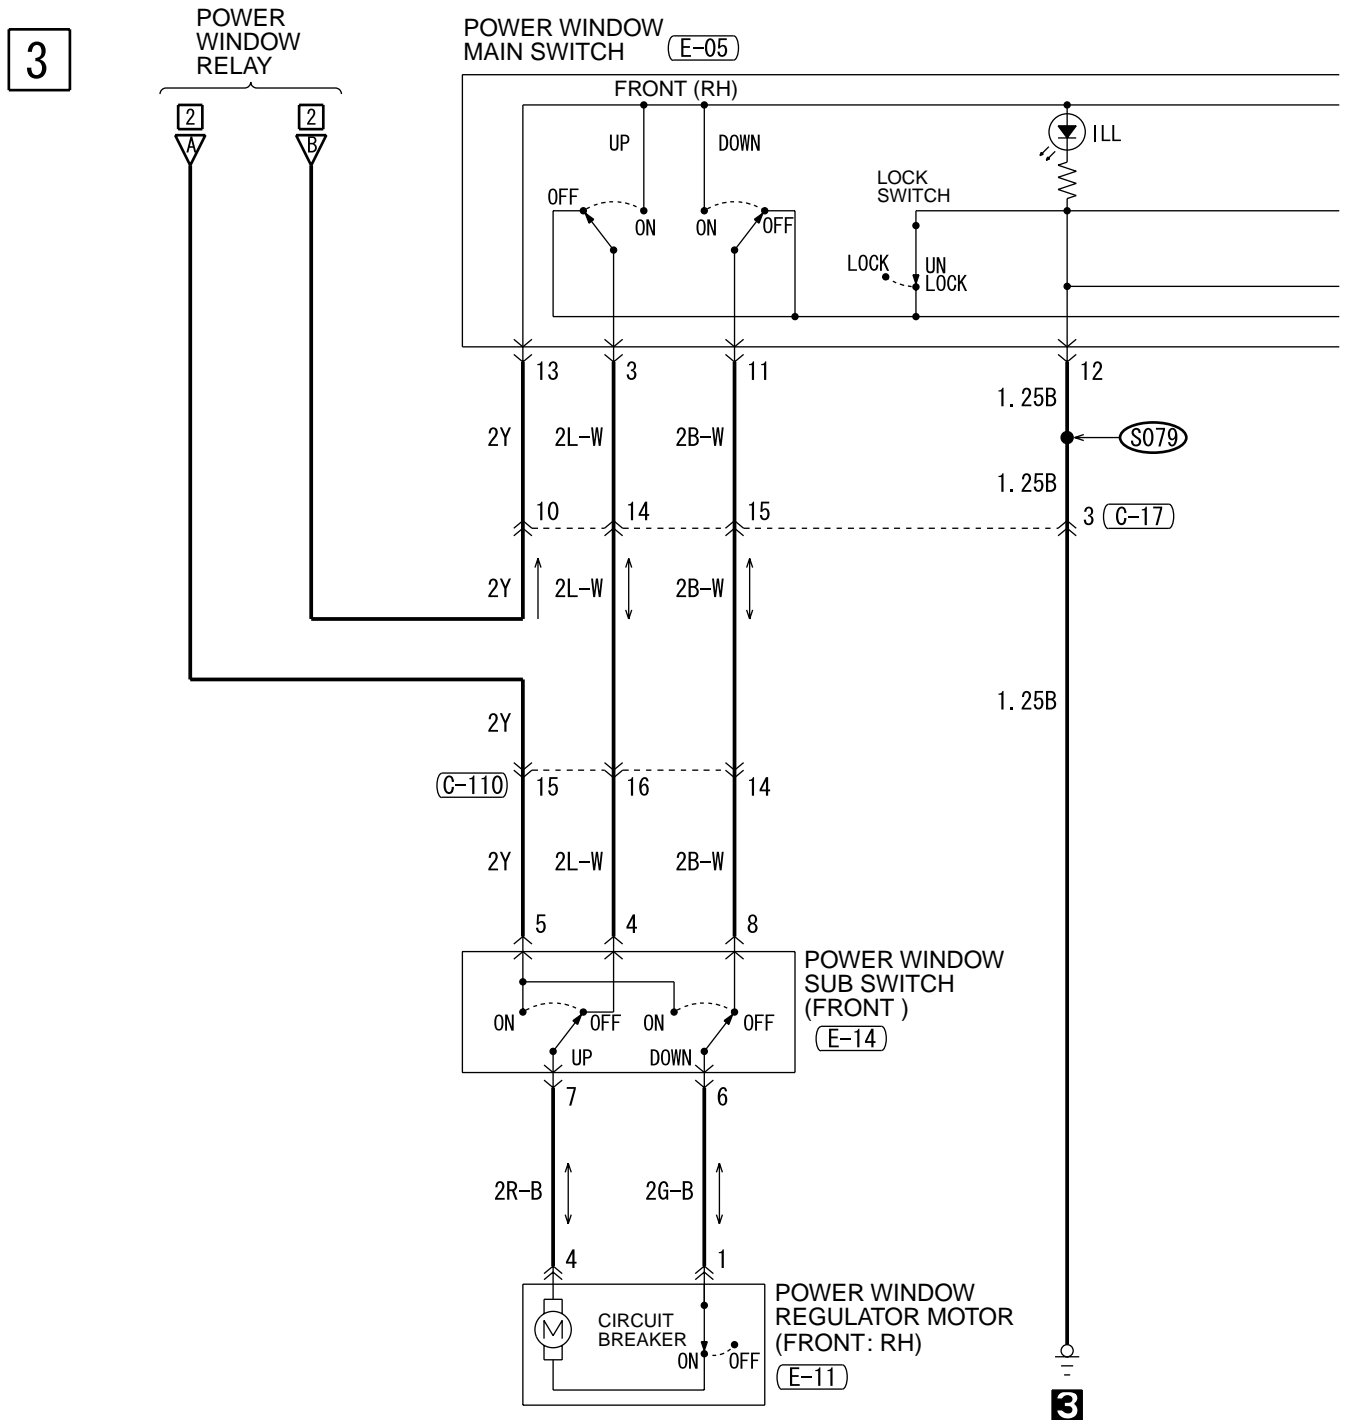 3
POWER
WINDOW
RELAY
2
2
A
B
POWER WINDOW
MAIN SWITCH
E-05
FRONT (RH)
UP
DOWN
ILL
OFF
ON
ON
OFF
LOCK
SWITCH
LOCK
UN
LOCK
13
3
11
12
1.25B
2Y
2L-W
2B-W
S079
1.25B
10
14
15
3
C-17
2Y
2L-W
2B-W
1.25B
2Y
C-110
15
16
14
2Y
2L-W
2B-W
5
4
8
POWER WINDOW
SUB SWITCH
(FRONT )
E-14
ON
OFF
ON
OFF
UP
DOWN
7
6
2R-B
2G-B
4
1
POWER WINDOW
REGULATOR MOTOR
(FRONT: RH)
E-11
M
CIRCUIT
BREAKER
ON
OFF
3